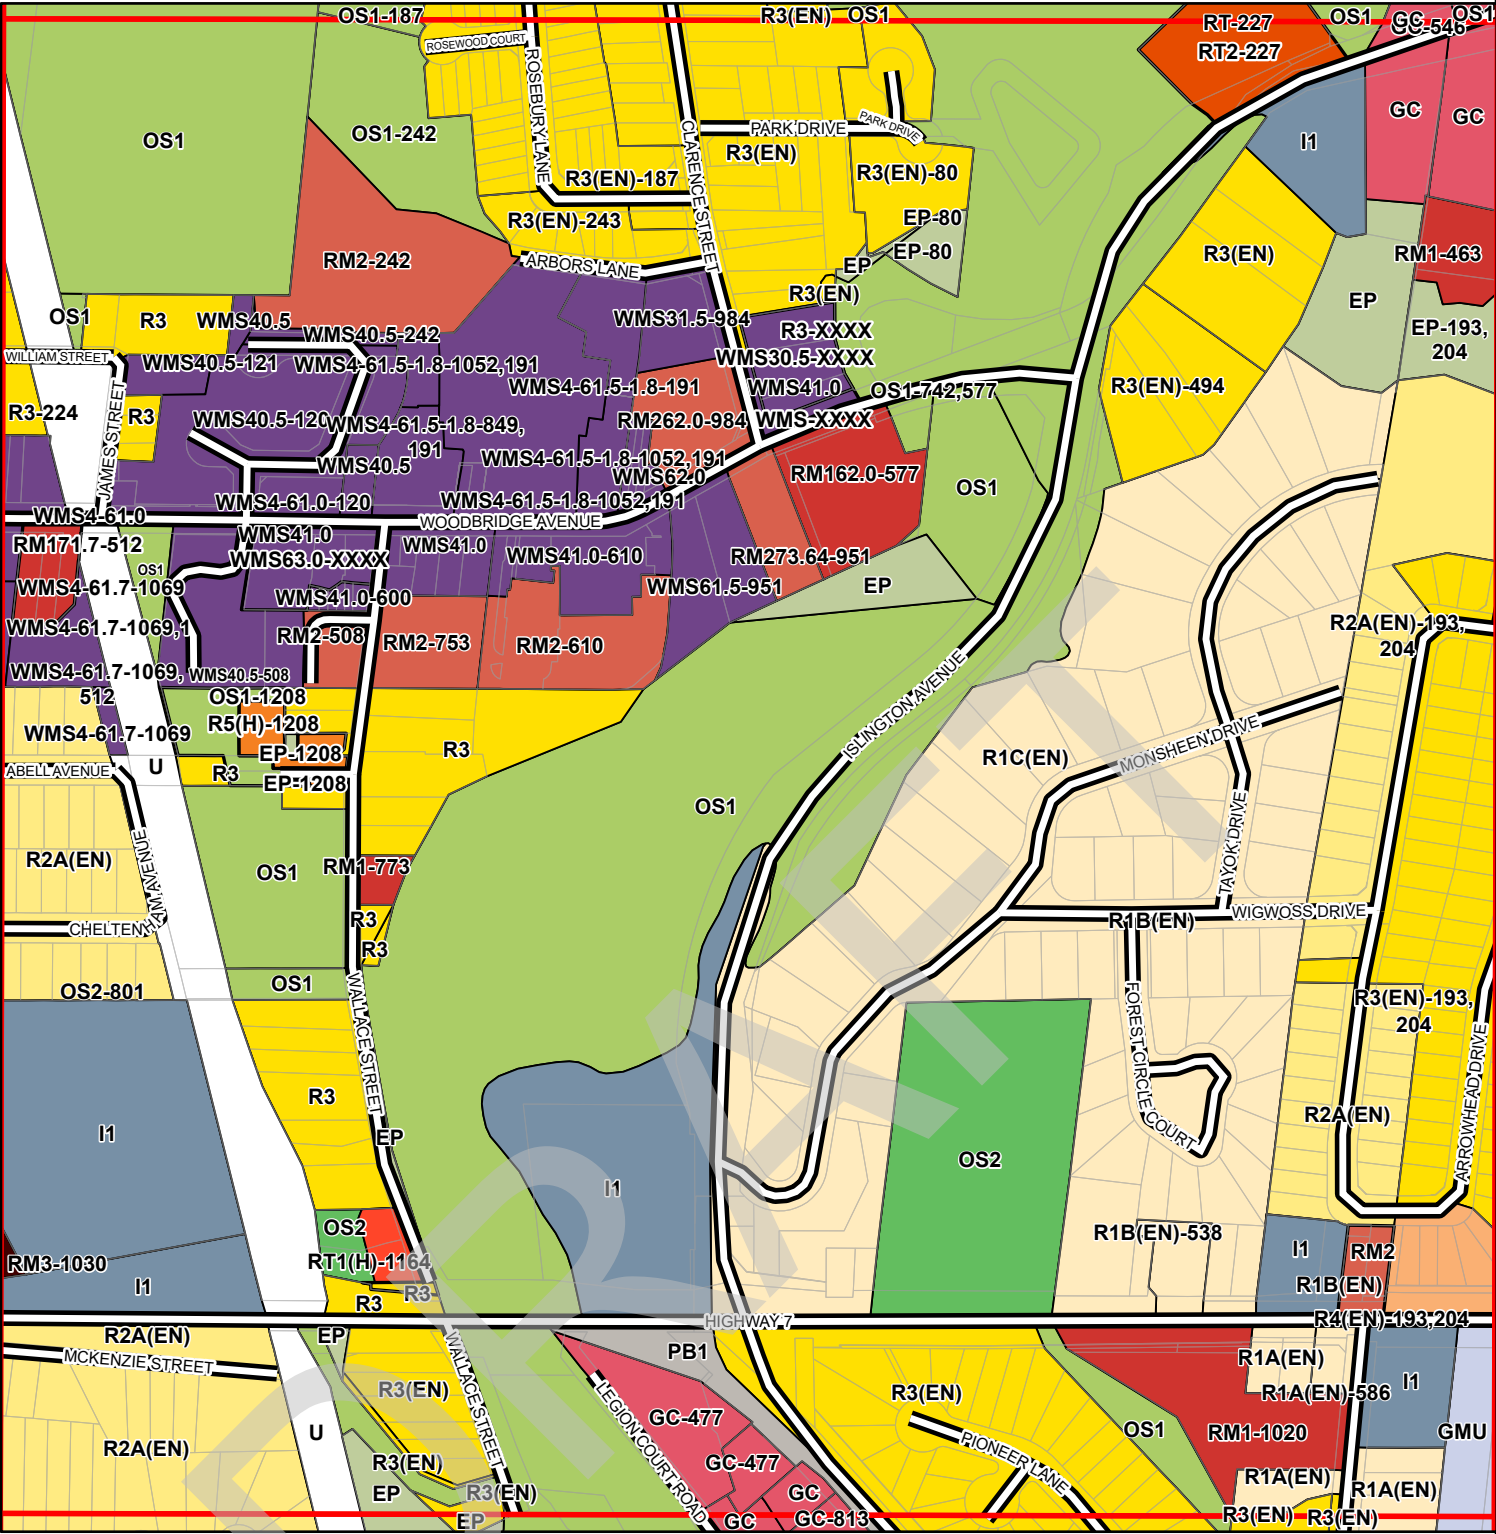 OS1-187
R3(EN)
OS1
RT-227
RT2-227
OS1
GC
GC-546
OS1
ROSEWOOD COURT
ROSEBURY LANE
CLARENCE STREET
PARK DRIVE
PARK DRIVE
OS1
OS1-242
R3(EN)
I1
GC
GC
R3(EN)-187
R3(EN)-80
R3(EN)-243
EP-80
EP-80
RM2-242
ARBORS LANE
EP
R3(EN)
RM1-463
R3(EN)
EP
OS1
R3
WMS40.5
WMS31.5-984
R3-XXXX
EP-193,
204
WMS40.5-242
WILLIAM STREET
WMS40.5-121
WMS4-61.5-1.8-1052,191
WMS30.5-XXXX
WMS4-61.5-1.8-191
WMS41.0
OS1-742,577
R3(EN)-494
R3-224
JAMES STREET
R3
WMS40.5-120
WMS4-61.5-1.8-849,
191
RM262.0-984
WMS-XXXX
WMS40.5
WMS4-61.5-1.8-1052,191
WMS62.0
RM162.0-577
OS1
WMS4-61.0-120
WMS4-61.5-1.8-1052,191
WMS4-61.0
WOODBRIDGE AVENUE
RM171.7-512
WMS41.0
WMS41.0
WMS63.0-XXXX
WMS41.0-610
RM273.64-951
OS1
WMS4-61.7-1069
WMS41.0-600
WMS61.5-951
EP
WMS4-61.7-1069,1
RM2-508
RM2-753
RM2-610
R2A(EN)-193,
204
WMS4-61.7-1069,
512
WMS40.5-508
OS1-1208
R5(H)-1208
ISLINGTON AVENUE
WMS4-61.7-1069
EP-1208
R3
R1C(EN)
MONSHEEN DRIVE
ABELL AVENUE
U
R3
EP-1208
OS1
TAYOK DRIVE
R2A(EN)
OS1
RM1-773
CHELTENHAM AVENUE
R3
R3
R1B(EN)
WIGWOSS DRIVE
OS2-801
OS1
WALLACE STREET
FOREST CIRCLE COURT
R3(EN)-193,
204
R3
I1
EP
R2A(EN)
ARROWHEAD DRIVE
OS2
I1
OS2
RT1(H)-1164
R1B(EN)-538
I1
RM2
RM3-1030
I1
R3
R3
R1B(EN)
HIGHWAY 7
R4(EN)-193,204
R2A(EN)
EP
MCKENZIE STREET
WALLACE STREET
PB1
R1A(EN)
R3(EN)
LEGION COURT ROAD
R3(EN)
R1A(EN)-586
I1
GC-477
OS1
RM1-1020
GMU
U
R2A(EN)
R3(EN)
GC-477
PIONEER LANE
R1A(EN)
R1A(EN)
EP
R3(EN)
GC
EP
GC
GC-813
R3(EN)
R3(EN)
DRAFT